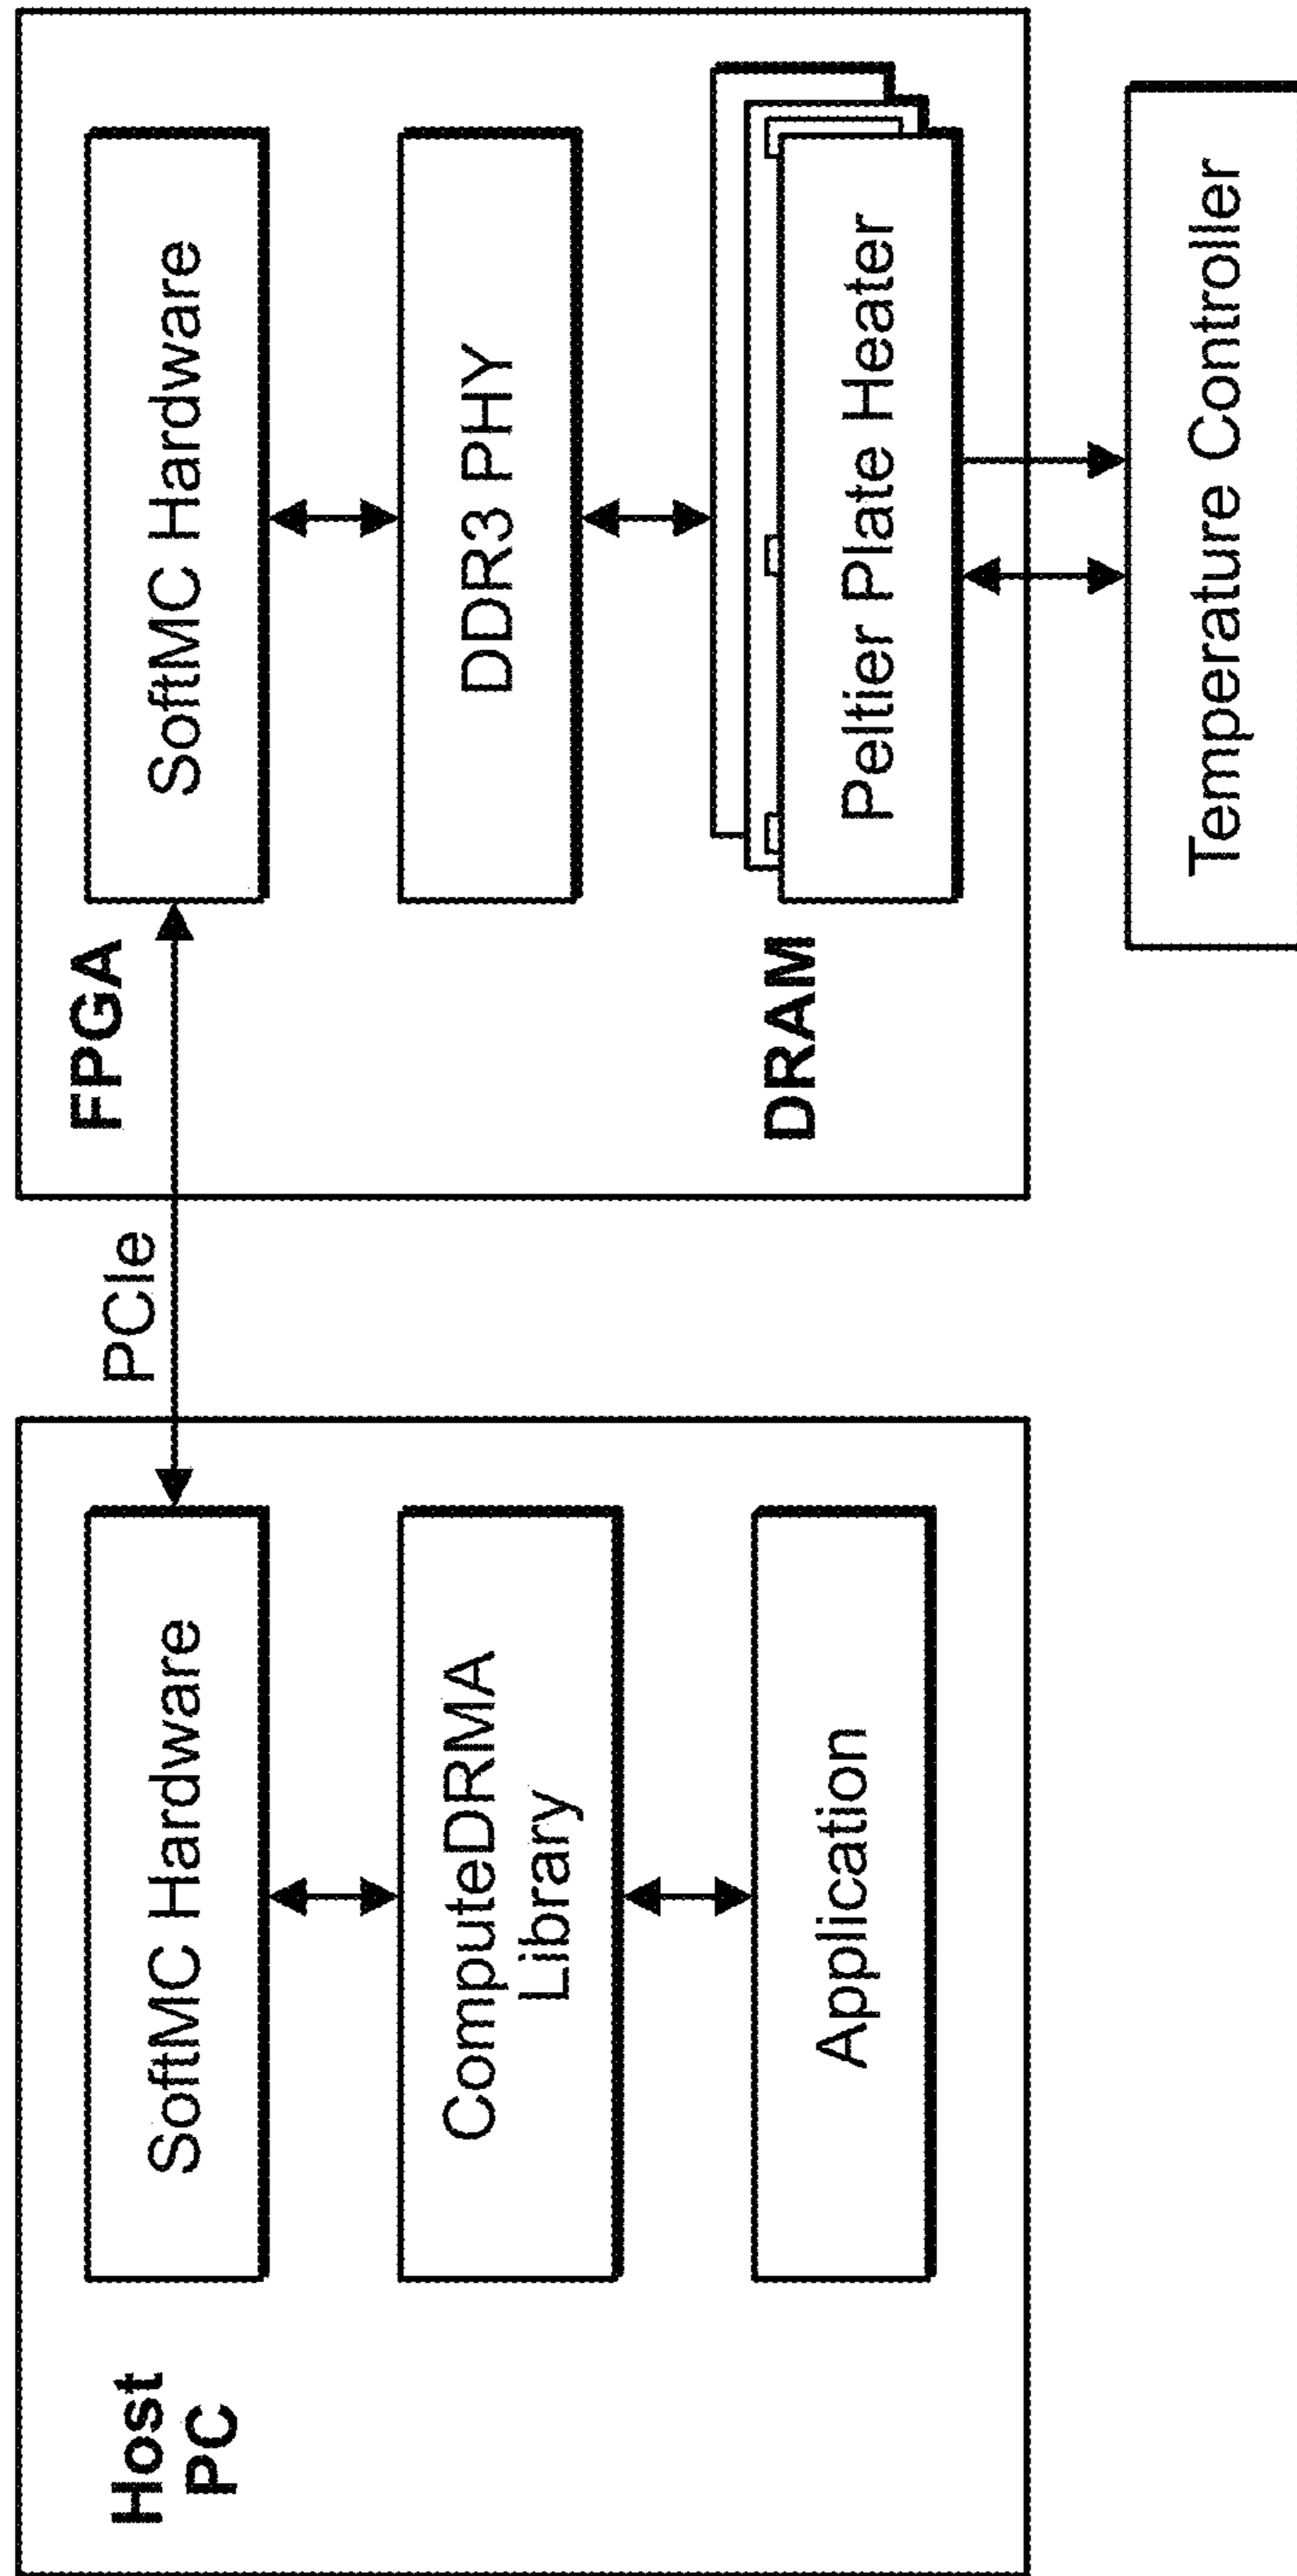 Host
PC
SoftMC Hardware
ComputeDRMA
Library
Application
PCIe
FPGA
SoftMC Hardware
DDR3 PHY
DRAM
Peltier Plate Heater
Temperature Controller